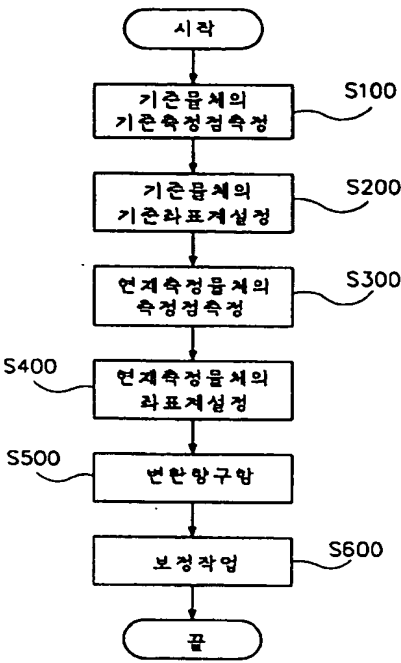 시작
기준물체의
기준측정점측정
S100
기준물체의
기준좌표계설정
S200
현재측정물체의
측정점측정
S300
S400
현재측정물체의
좌표계설정
S500
변환량구함
보정작업
S600
끝